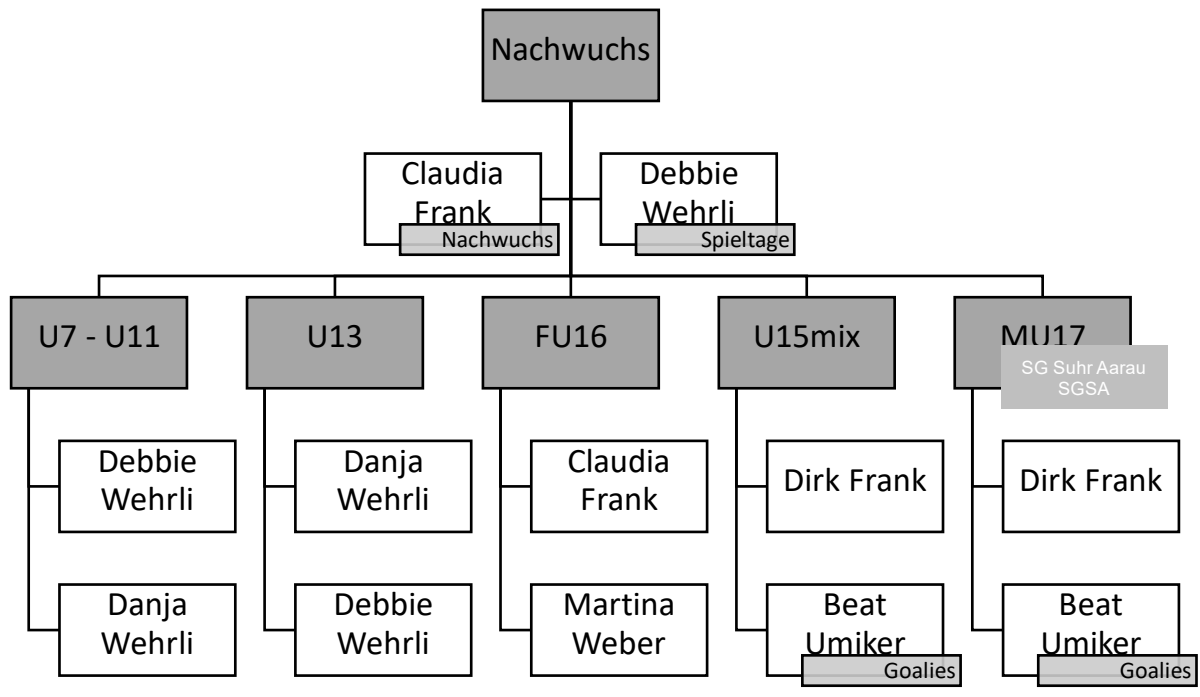 Nachwuchs
Claudia
Frank
Nachwuchs
Debbie
Wehrli
Spieltage
U7 - U11
U13
FU16
U15mix
MU17
SG Suhr Aarau
SGSA
Debbie
Wehrli
Danja
Wehrli
Danja
Wehrli
Debbie
Wehrli
Claudia
Frank
Martina
Weber
Dirk Frank
Beat
Umiker
Goalies
Dirk Frank
Beat
Umiker
Goalies